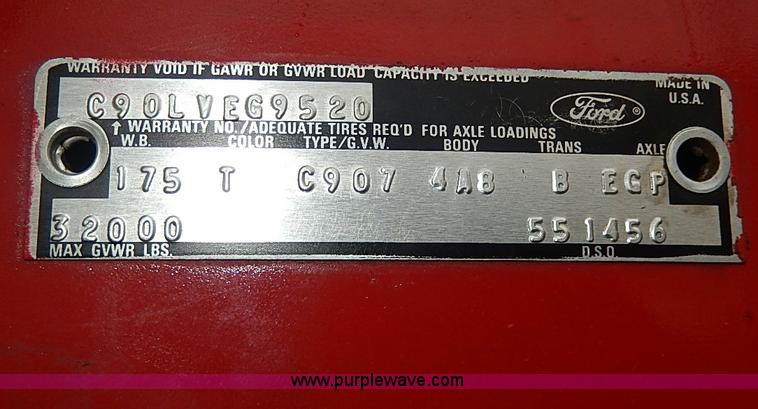 WARRANTY VOID IF GAWR OR GVWR LOAD CAPACITY IS EXCEEDED
MADE IN
U.S.A.
C90LVEG9520
Ford ®
↑ WARRANTY NO./ADEQUATE TIRES REQ'D FOR AXLE LOADINGS
W.B. COLOR TYPE/G.V.W. BODY TRANS AXLE
175 T C907 4A8 B EGP
32000 551456
MAX GVWR LBS. D.S.O.
www.purplewave.com